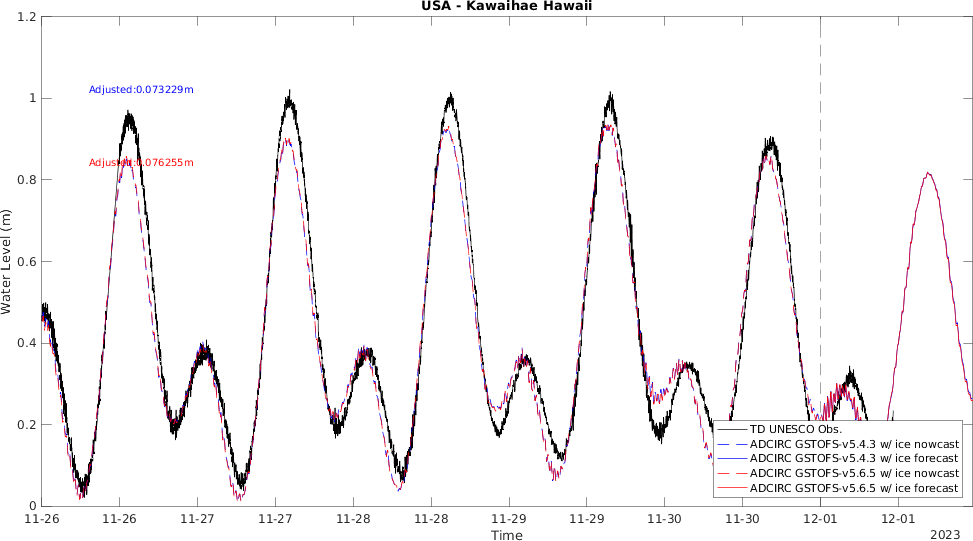 USA - Kawaihae Hawaii
1.2
1
0.8
0.6
0.4
0.2
0
Water Level (m)
Adjusted:0.073229m
Adjusted:0.076255m
TD UNESCO Obs.
ADCIRC GSTOFS-v5.4.3 w/ ice nowcast
ADCIRC GSTOFS-v5.4.3 w/ ice forecast
ADCIRC GSTOFS-v5.6.5 w/ ice nowcast
ADCIRC GSTOFS-v5.6.5 w/ ice forecast
11-26 11-26 11-27 11-27 11-28 11-28 11-29 11-29 11-30 11-30 12-01 12-01
Time
2023